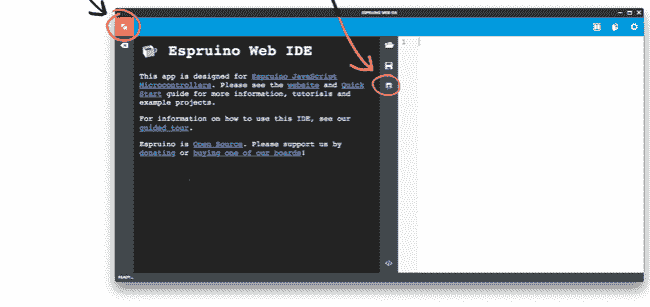 ESPRUINO WEB IDE
Espruino Web IDE
1
This app is designed for Espruino JavaScript
Microcontrollers. Please see the website and Quick
Start guide for more information, tutorials and
example projects.
For information on how to use this IDE, see our
guided tour.
Espruino is Open Source. Please support us by
donating or buying one of our boards!